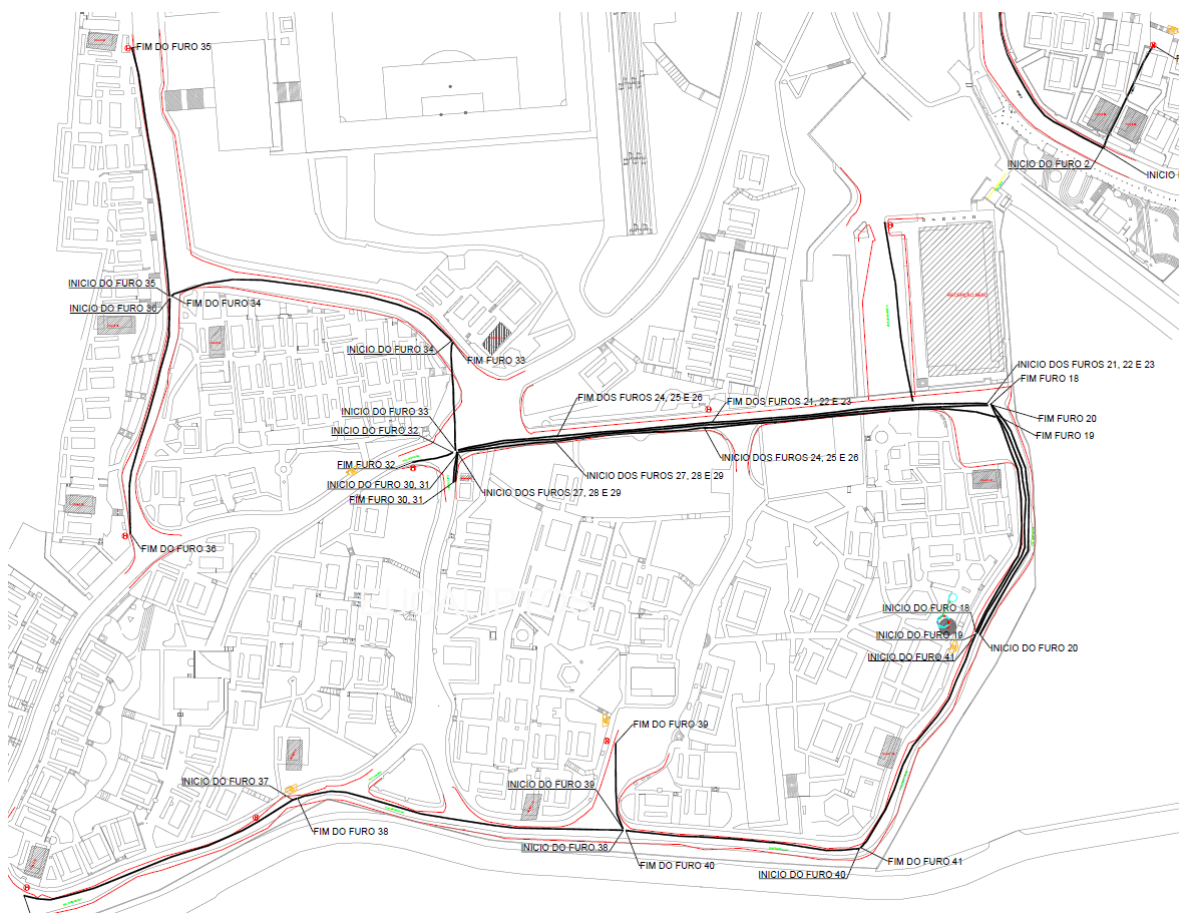 FIM DO FURO 35
INICIO DO FURO 2
INICIO
INICIO DO FURO 35
FIM DO FURO 34
INICIO DO FURO 36
INICIO DO FURO 34
FIM FURO 33
INICIO DOS FUROS 21, 22 E 23
FIM FURO 18
FIM DOS FUROS 24, 25 E 26
FIM DOS FUROS 21, 22 E 23
INICIO DO FURO 33
FIM FURO 20
INICIO DO FURO 32
FIM FURO 19
FIM FURO 32
INICIO DOS FUROS 24, 25 E 26
INICIO DOS FUROS 27, 28 E 29
INICIO DO FURO 30, 31
FIM FURO 30, 31
INICIO DOS FUROS 27, 28 E 29
FIM DO FURO 36
INICIO DO FURO 18
INICIO DO FURO 19
INICIO DO FURO 20
INICIO DO FURO 41
FIM DO FURO 39
INICIO DO FURO 37
INICIO DO FURO 39
FIM DO FURO 38
INICIO DO FURO 38
FIM DO FURO 40
FIM DO FURO 41
INICIO DO FURO 40